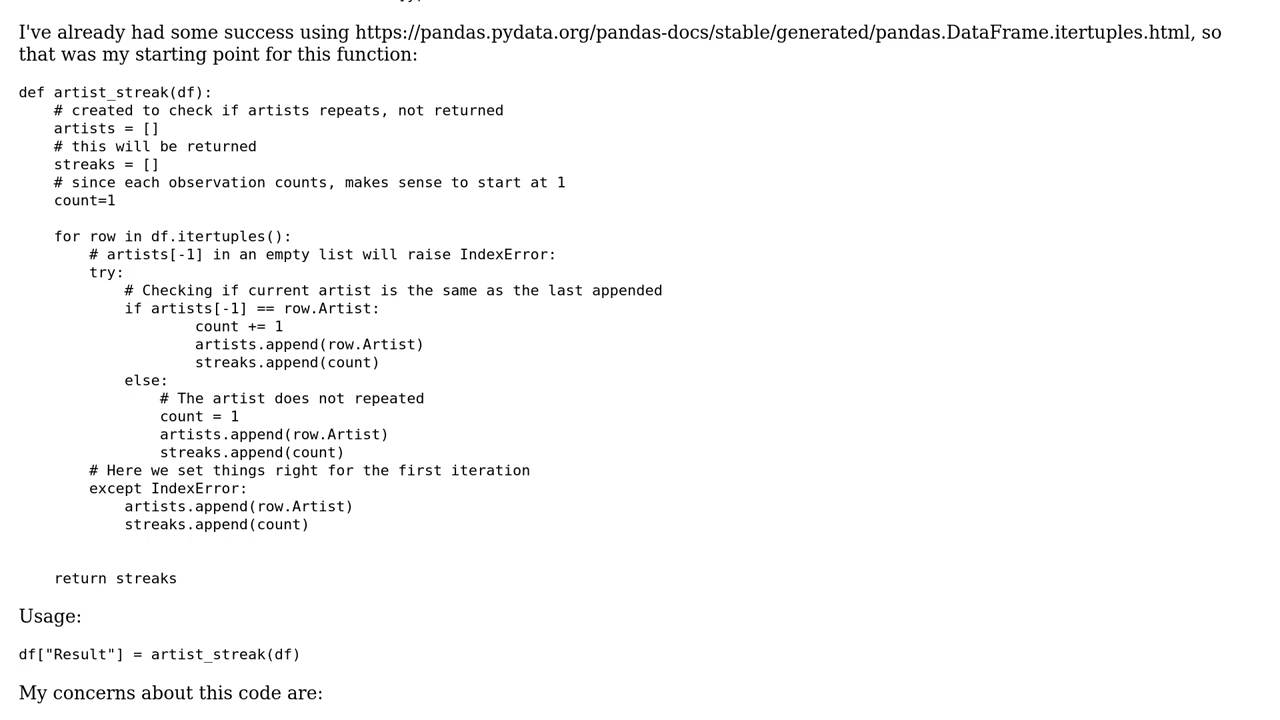 I've already had some success using https://pandas.pydata.org/pandas-docs/stable/generated/pandas.DataFrame.itertuples.html, so
that was my starting point for this function:
def artist_streak(df):
    # created to check if artists repeats, not returned
    artists = []
    # this will be returned
    streaks = []
    # since each observation counts, makes sense to start at 1
    count=1

    for row in df.itertuples():
        # artists[-1] in an empty list will raise IndexError:
        try:
            # Checking if current artist is the same as the last appended
            if artists[-1] == row.Artist:
                    count += 1
                    artists.append(row.Artist)
                    streaks.append(count)
            else:
                # The artist does not repeated
                count = 1
                artists.append(row.Artist)
                streaks.append(count)
        # Here we set things right for the first iteration
        except IndexError:
            artists.append(row.Artist)
            streaks.append(count)

    return streaks
Usage:
df["Result"] = artist_streak(df)
My concerns about this code are: